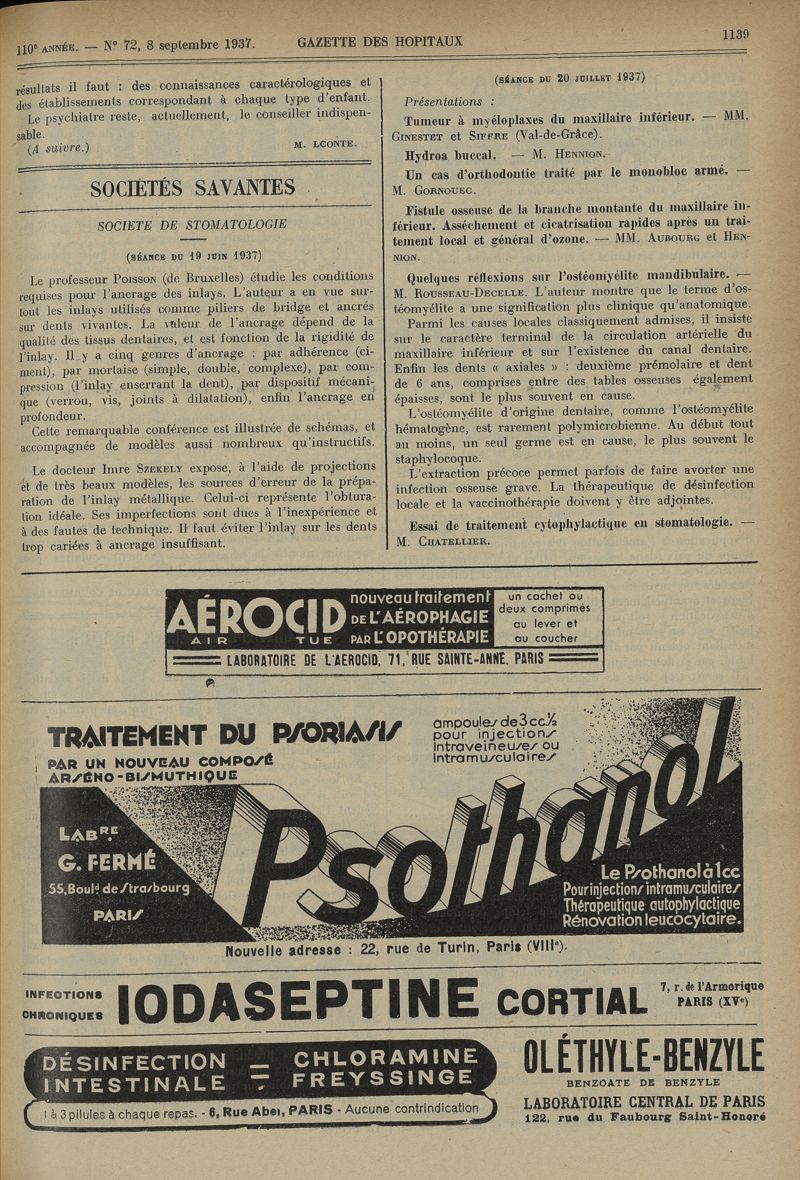 110e ANNÉE. — N° 72, 8 septembre 1937.
GAZETTE DES HOPITAUX
1139
résultats il faut : des connaissances caractérologiques et
des établissements correspondant à chaque type d'enfant.
Le psychiatre reste, actuellement, le conseiller indispen-
sable.
(A suivre.)
M. LCONTE.
SOCIÉTÉS SAVANTES
SOCIETE DE STOMATOLOGIE
(SÉANCE DU 19 JUIN 1937)
Le professeur POISSON (de Bruxelles) étudie les conditions
requises pour l'ancrage des inlays. L'auteur a en vue sur-
tout les inlays utilisés comme piliers de bridge et ancrés
sur dents vivantes. La valeur de l'ancrage dépend de la
qualité des tissus dentaires, et est fonction de la rigidité de
l'inlay. Il y a cinq genres d'ancrage : par adhérence (ci-
ment), par mortaise (simple, double, complexe), par com-
pression (l'inlay enserrant la dent), par dispositif mécani-
que (verrou, vis, joints à dilatation), enfin l'ancrage en
profondeur.
Cette remarquable conférence est illustrée de schémas, et
accompagnée de modèles aussi nombreux qu'instructifs.
Le docteur Imre SZEKELY expose, à l'aide de projections
et de très beaux modèles, les sources d'erreur de la prépa-
ration de l'inlay métallique. Celui-ci représente l'obtura-
tion idéale. Ses imperfections sont dues à l'inexpérience et
à des fautes de technique. Il faut éviter l'inlay sur les dents
trop cariées à ancrage insuffisant.
(SÉANCE DU 20 JUILLET 1937)
Présentations :
Tumeur à myéloplaxes du maxillaire inférieur. — MM.
GINESTET et SIFFRE (Val-de-Grâce).
Hydroa buccal. — M. HENNION.
Un cas d'orthodontie traité par le monobloc armé. —
M. GORNOUEC.
Fistule osseuse de la branche montante du maxillaire in-
férieur. Asséchement et cicatrisation rapides après un trai-
tement local et général d'ozone. — MM. AUBOURG et HEN-
NION.
Quelques réflexions sur l'ostéomyélite mandibulaire. —
M. ROUSSEAU-DECELLE. L'auteur montre que le terme d'os-
téomyélite a une signification plus clinique qu'anatomique.
Parmi les causes locales classiquement admises, il insiste
sur le caractère terminal de la circulation artérielle du
maxillaire inférieur et sur l'existence du canal dentaire.
Enfin les dents « axiales » : deuxième prémolaire et dent
de 6 ans, comprises entre des tables osseuses également
épaisses, sont le plus souvent en cause.
L'ostéomyélite d'origine dentaire, comme l'ostéomyélite
hématogène, est rarement polymicrobienne. Au début tout
au moins, un seul germe est en cause, le plus souvent le
staphylocoque.
L'extraction précoce permet parfois de faire avorter une
infection osseuse grave. La thérapeutique de désinfection
locale et la vaccinothérapie doivent y être adjointes.
Essai de traitement cytophylactique en stomatologie. —
M. CHATELLIER.
AÉROCID
AIR TUE
nouveau traitement
DE L'AÉROPHAGIE
PAR L'OPOTHÉRAPIE
un cachet ou
deux comprimés
au lever et
au coucher
LABORATOIRE DE L'AEROCID, 71, RUE SAINTE-ANNE, PARIS
TRAITEMENT DU PSORIASIS
PAR UN NOUVEAU COMPOSÉ
ARSÉNO-BISMUTHIQUE
ampoules de 3cc½
pour injections
intraveineuses ou
intramusculaires
LABRE
G. FERMÉ
55, Bould de Strasbourg
PARIS
Psothanol
Le Psothanol à 1cc
Pour injections intramusculaires
Thérapeutique autophylactique
Rénovation leucocytaire.
Nouvelle adresse : 22, rue de Turin, Paris (VIIIe).
INFECTIONS
CHRONIQUES
IODASEPTINE CORTIAL
7, r. de l'Armorique
PARIS (XVe)
DÉSINFECTION
INTESTINALE
=
CHLORAMINE
FREYSSINGE
1 à 3 pilules à chaque repas. - 6, Rue Abel, PARIS - Aucune contrindication
OLÉTHYLE-BENZYLE
BENZOATE DE BENZYLE
LABORATOIRE CENTRAL DE PARIS
122, rue du Faubourg Saint-Honoré